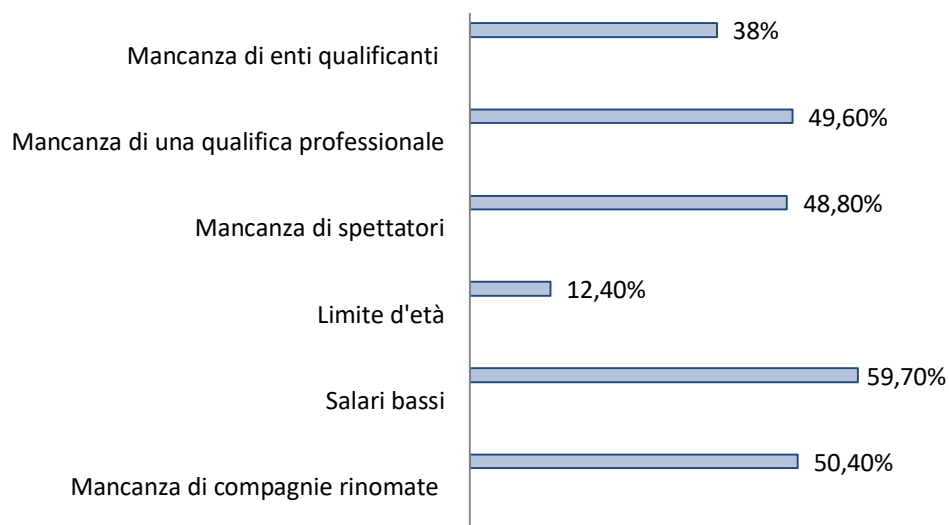 38%
Mancanza di enti qualificanti
49,60%
Mancanza di una qualifica professionale
48,80%
Mancanza di spettatori
12,40%
Limite d'età
59,70%
Salari bassi
50,40%
Mancanza di compagnie rinomate